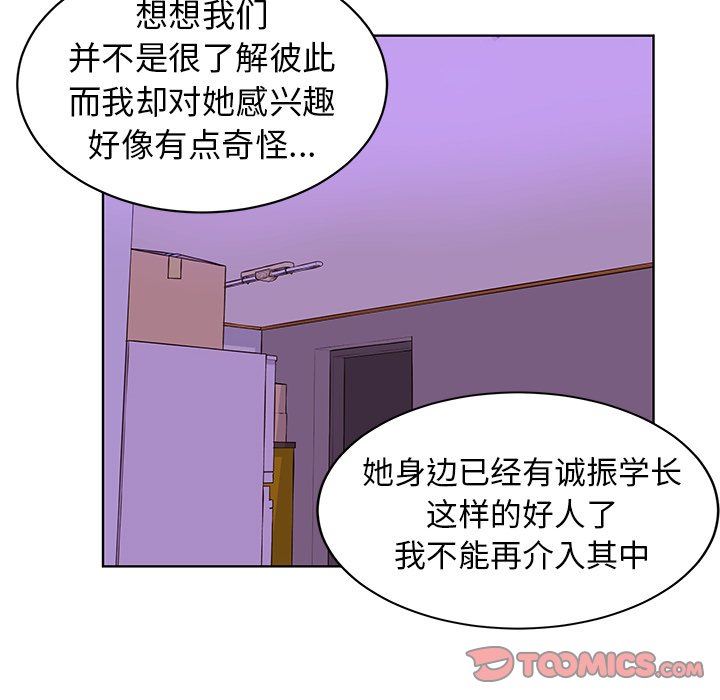 想想我们
并不是很了解彼此
而我却对她感兴趣
好像有点奇怪...
她身边已经有诚振学长
这样的好人了
我不能再介入其中
TOOMICS.COM